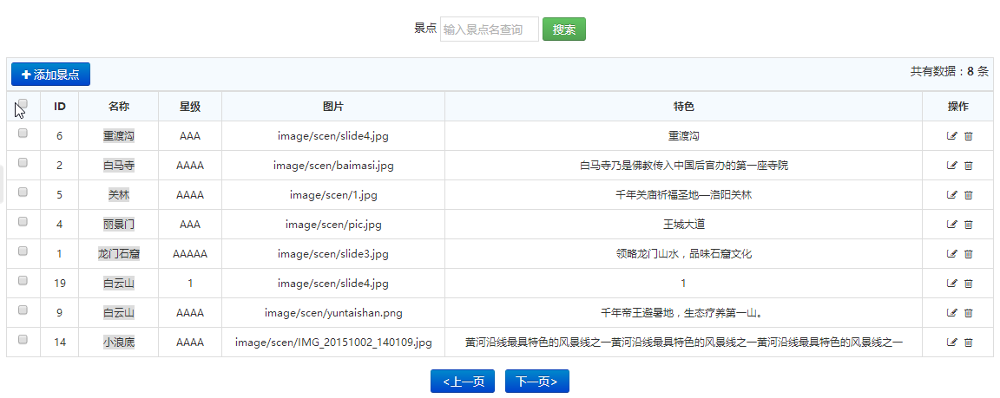 景点 输入景点名查询 搜索
添加景点 共有数据：8 条
ID 名称 星级 图片 特色 操作
6 重渡沟 AAA image/scen/slide4.jpg 重渡沟
2 白马寺 AAAA image/scen/baimasi.jpg 白马寺乃是佛教传入中国后官办的第一座寺院
5 关林 AAAA image/scen/1.jpg 千年关庙祈福圣地—洛阳关林
4 丽景门 AAA image/scen/pic.jpg 王城大道
1 龙门石窟 AAAAA image/scen/slide3.jpg 领略龙门山水，品味石窟文化
19 白云山 1 image/scen/slide4.jpg 1
9 白云山 AAAA image/scen/yuntaishan.png 千年帝王避暑地，生态疗养第一山。
14 小浪底 AAAA image/scen/IMG_20151002_140109.jpg 黄河沿线最具特色的风景线之一黄河沿线最具特色的风景线之一黄河沿线最具特色的风景线之一
<上一页 下一页>